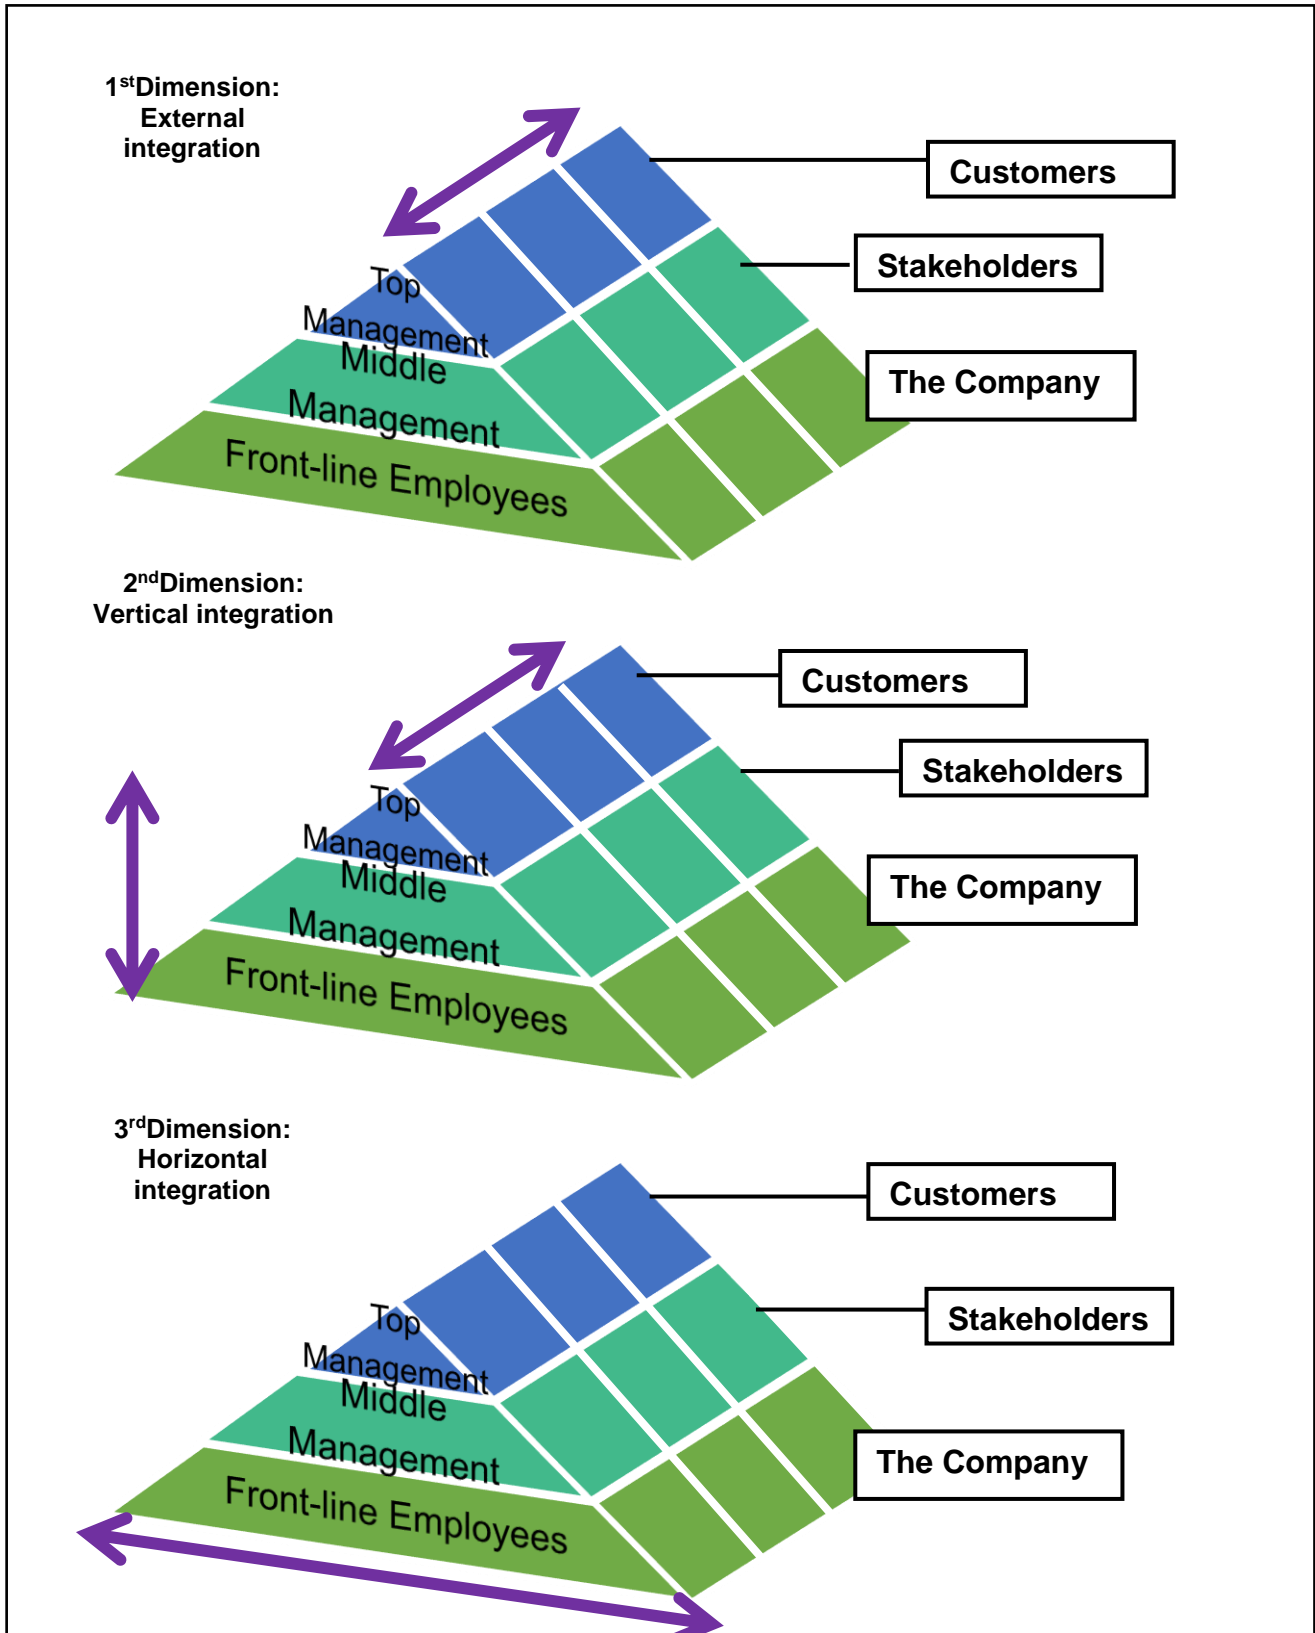 1stDimension:
External
integration
Customers
Stakeholders
The Company
Top
Management
Middle
Management
Front-line Employees
2ndDimension:
Vertical integration
Customers
Stakeholders
The Company
Top
Management
Middle
Management
Front-line Employees
3rdDimension:
Horizontal
integration
Customers
Stakeholders
The Company
Top
Management
Middle
Management
Front-line Employees